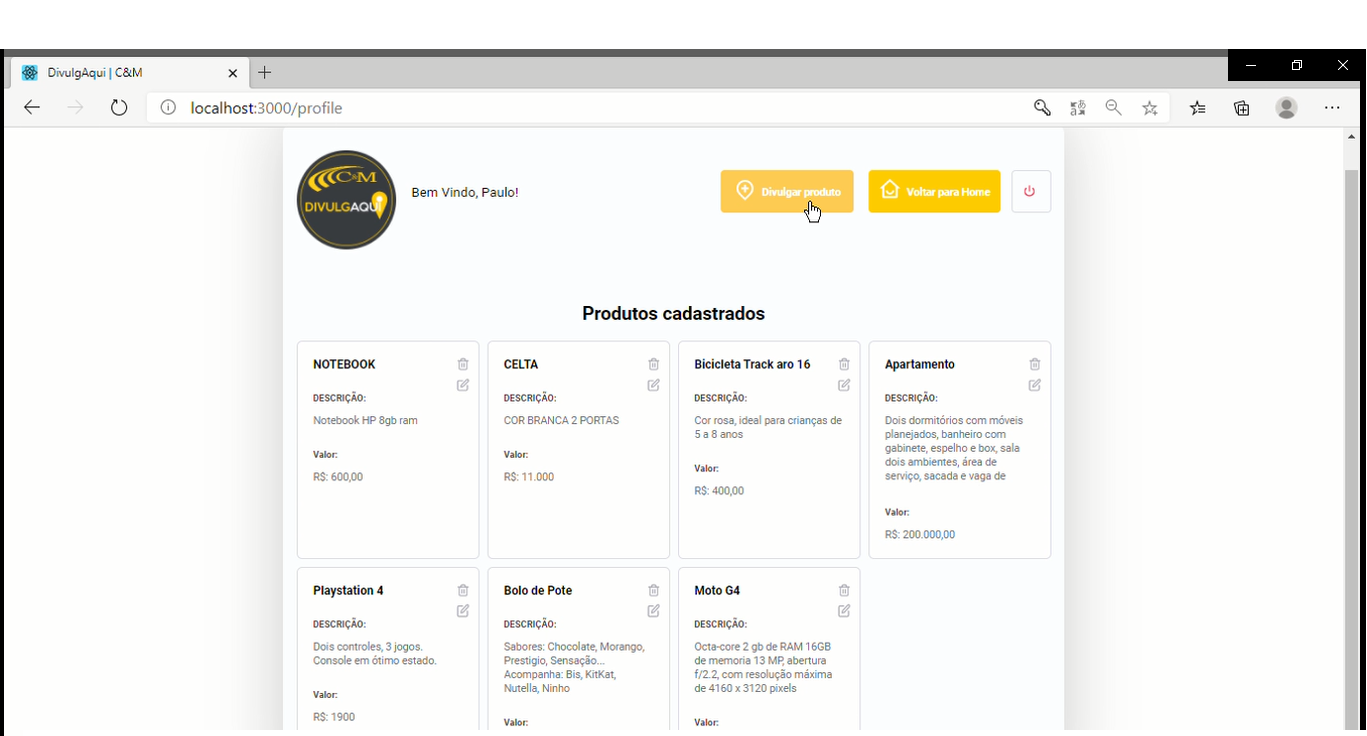 DivulgAqui | C&M
localhost:3000/profile
C&M
DIVULGAQUI
Bem Vindo, Paulo!
Divulgar produto
Voltar para Home
Produtos cadastrados
NOTEBOOK
DESCRIÇÃO:
Notebook HP 8gb ram
Valor:
R$: 600,00
CELTA
DESCRIÇÃO:
COR BRANCA 2 PORTAS
Valor:
R$: 11.000
Bicicleta Track aro 16
DESCRIÇÃO:
Cor rosa, ideal para crianças de
5 a 8 anos
Valor:
R$: 400,00
Apartamento
DESCRIÇÃO:
Dois dormitórios com móveis
planejados, banheiro com
gabinete, espelho e box, sala
dois ambientes, área de
serviço, sacada e vaga de
Valor:
R$: 200.000,00
Playstation 4
DESCRIÇÃO:
Dois controles, 3 jogos.
Console em ótimo estado.
Valor:
R$: 1900
Bolo de Pote
DESCRIÇÃO:
Sabores: Chocolate, Morango,
Prestigio, Sensação...
Acompanha: Bis, KitKat,
Nutella, Ninho
Valor:
Moto G4
DESCRIÇÃO:
Octa-core 2 gb de RAM 16GB
de memoria 13 MP, abertura
f/2.2, com resolução máxima
de 4160 x 3120 pixels
Valor: